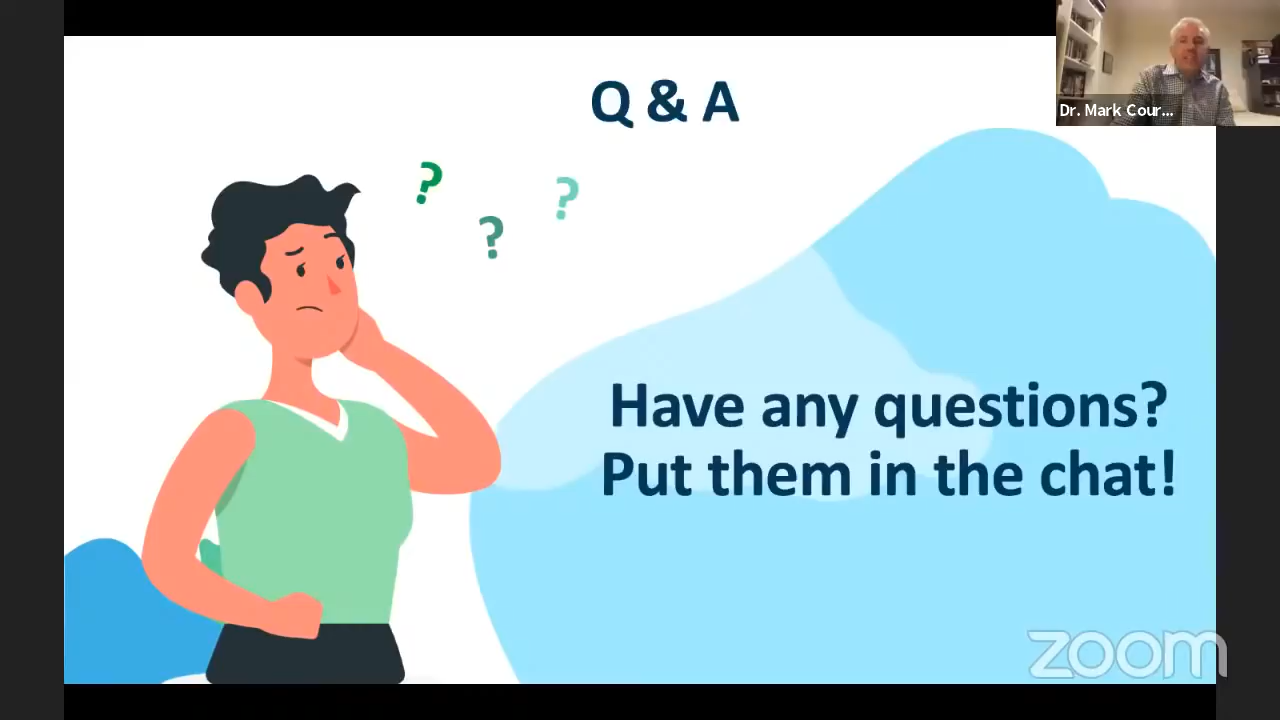 Q & A
Dr. Mark Cour...
? ? ?
Have any questions?
Put them in the chat!
zoom